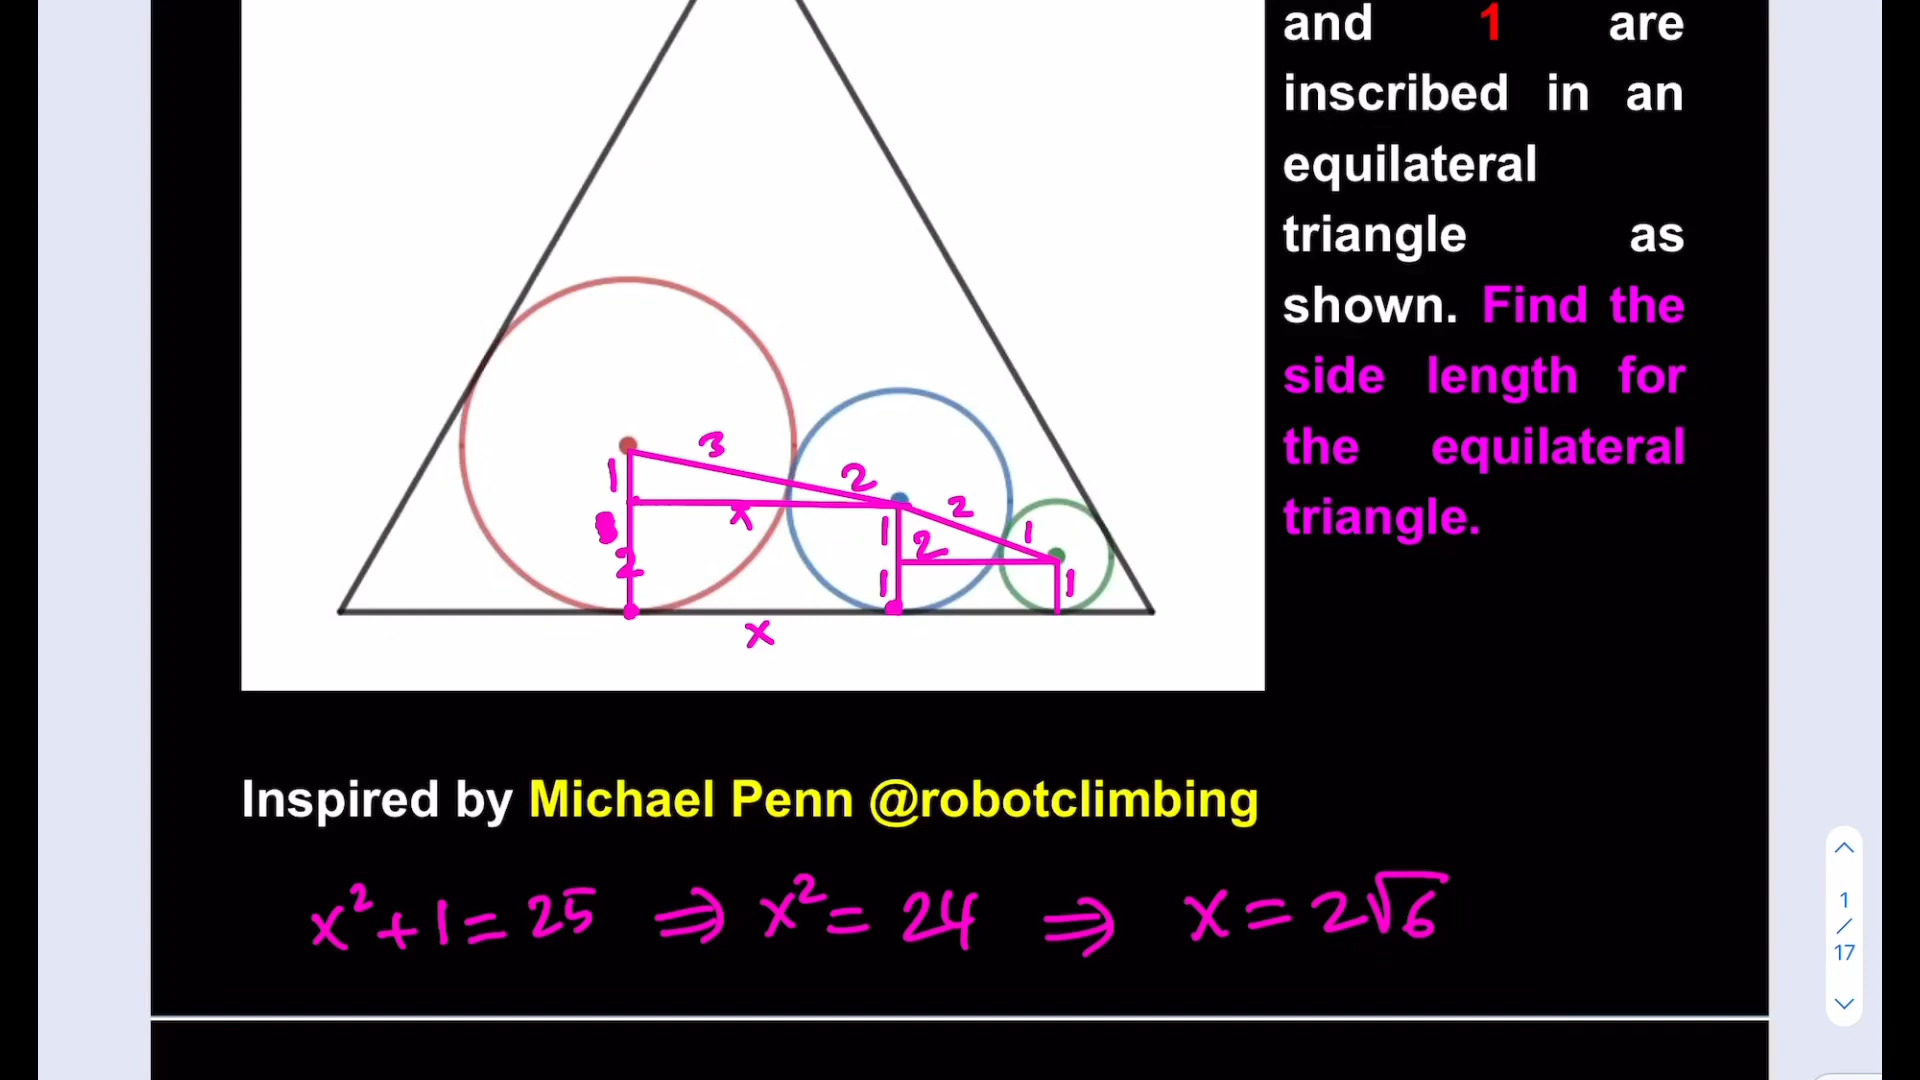 and 1 are
inscribed in an
equilateral
triangle as
shown. Find the
side length for
the equilateral
triangle.
3
1
2
x
2
2
1
2
1
1
1
x
Inspired by Michael Penn @robotclimbing
x² + 1 = 25 ⇒ x² = 24 ⇒ x = 2√6
1
/
17